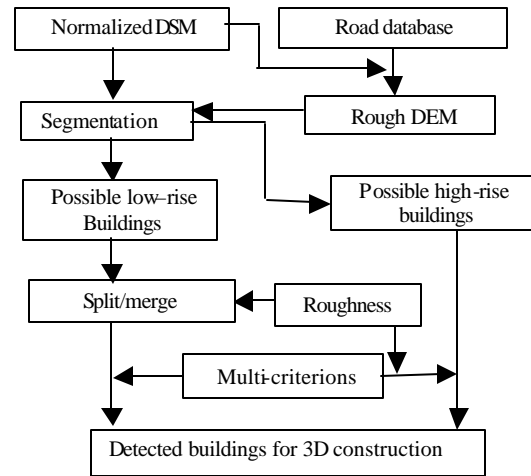 Normalized DSM
Road database
Segmentation
Rough DEM
Possible low–rise
Buildings
Possible high-rise
buildings
Split/merge
Roughness
Multi-criterions
Detected buildings for 3D construction